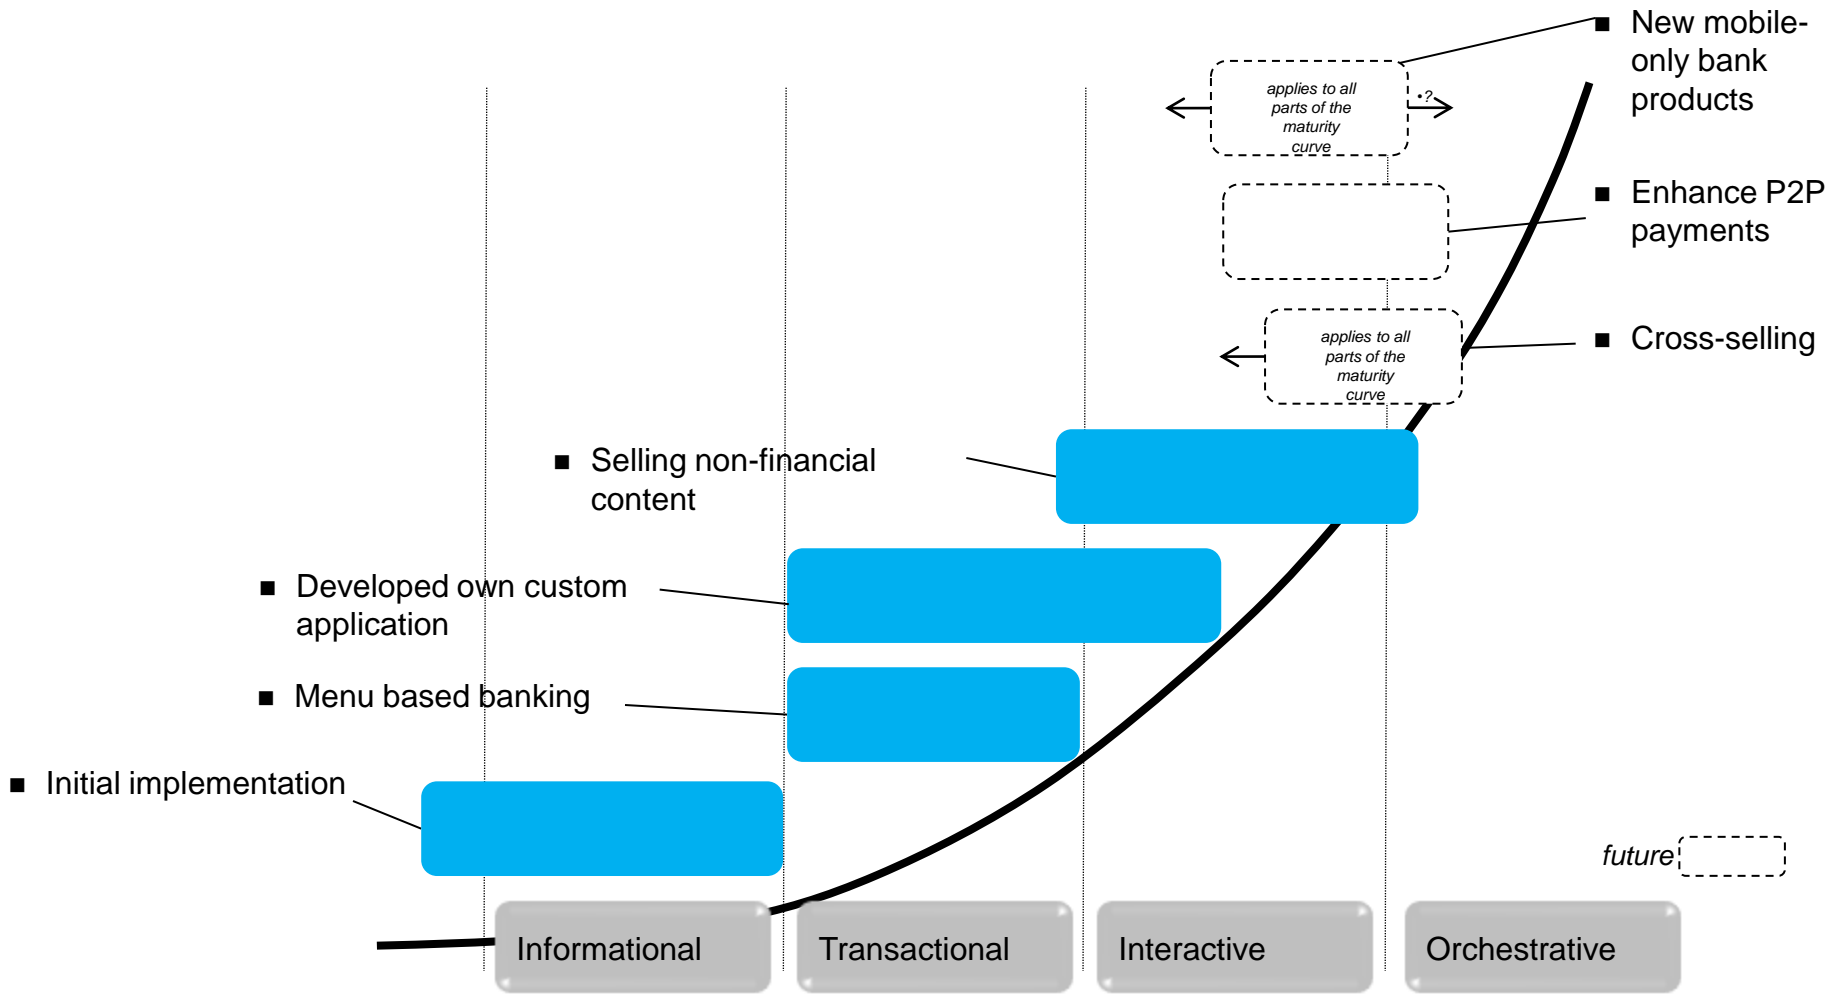 ■ New mobile-
only bank
products
applies to all
parts of the
maturity
curve
•?
■ Enhance P2P
payments
■ Cross-selling
applies to all
parts of the
maturity
curve
■ Selling non-financial
content
■ Developed own custom
application
■ Menu based banking
■ Initial implementation
future
Informational
Transactional
Interactive
Orchestrative